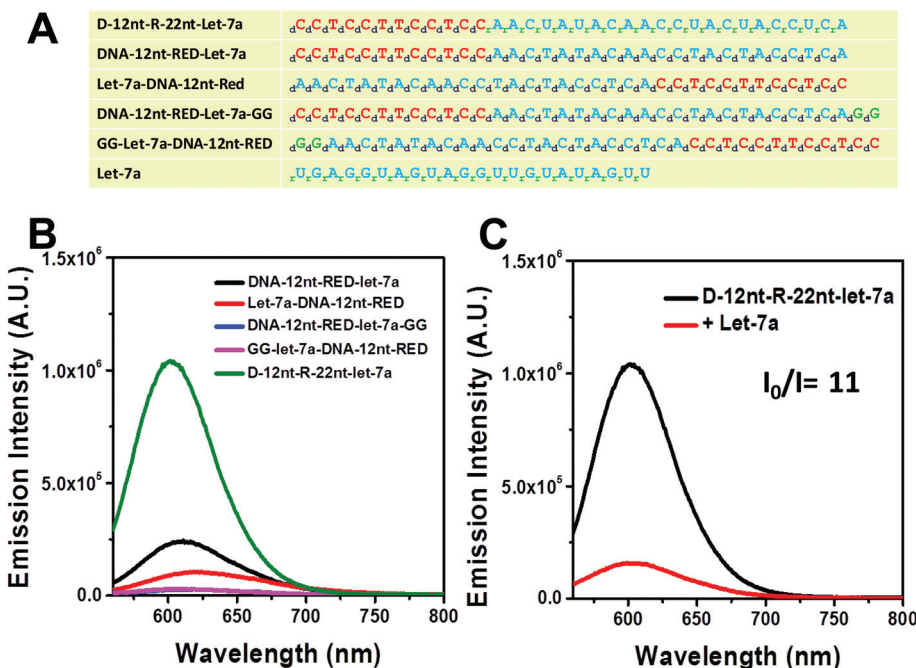 A
D-12nt-R-22nt-Let-7a dCdCdTdCdCdTdTdCdCdTdCdCrArArCrUrArUrArCrArArCrCrUrArCrUrArCrCrUrCrA
DNA-12nt-RED-Let-7a dCdCdTdCdCdTdTdCdCdTdCdCdAdAdCdTdAdTdAdCdAdAdCdCdTdAdCdTdAdCdCdTdCdA
Let-7a-DNA-12nt-Red dAdAdCdTdAdTdAdCdAdAdCdCdTdAdCdTdAdCdCdTdCdAdCdCdTdCdCdTdTdCdCdTdCdC
DNA-12nt-RED-Let-7a-GG dCdCdTdCdCdTdTdCdCdTdCdCdAdAdCdTdAdTdAdCdAdAdCdCdTdAdCdTdAdCdCdTdCdAdGdG
GG-Let-7a-DNA-12nt-RED dGdGdAdAdCdTdAdTdAdCdAdAdCdCdTdAdCdTdAdCdCdTdCdAdCdCdTdCdCdTdTdCdCdTdCdC
Let-7a rUrGrArGrGrUrArGrUrArGrGrUrUrGrUrArUrArGrUrU
B
Emission Intensity (A.U.)
1.5x10⁶
1.0x10⁶
5.0x10⁵
0.0
DNA-12nt-RED-let-7a
Let-7a-DNA-12nt-RED
DNA-12nt-RED-let-7a-GG
GG-let-7a-DNA-12nt-RED
D-12nt-R-22nt-let-7a
600 650 700 750 800
Wavelength (nm)
C
Emission Intensity (A.U.)
1.5x10⁶
1.0x10⁶
5.0x10⁵
0.0
D-12nt-R-22nt-let-7a
+ Let-7a
I₀/I= 11
600 650 700 750 800
Wavelength (nm)